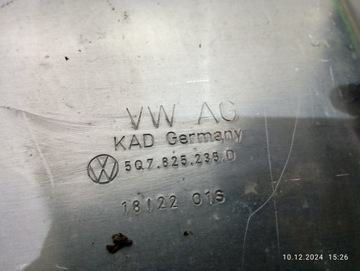 VW AG
KAD Germany
5Q7.825.235.D
18122 01S
10.12.2024 • 15:26